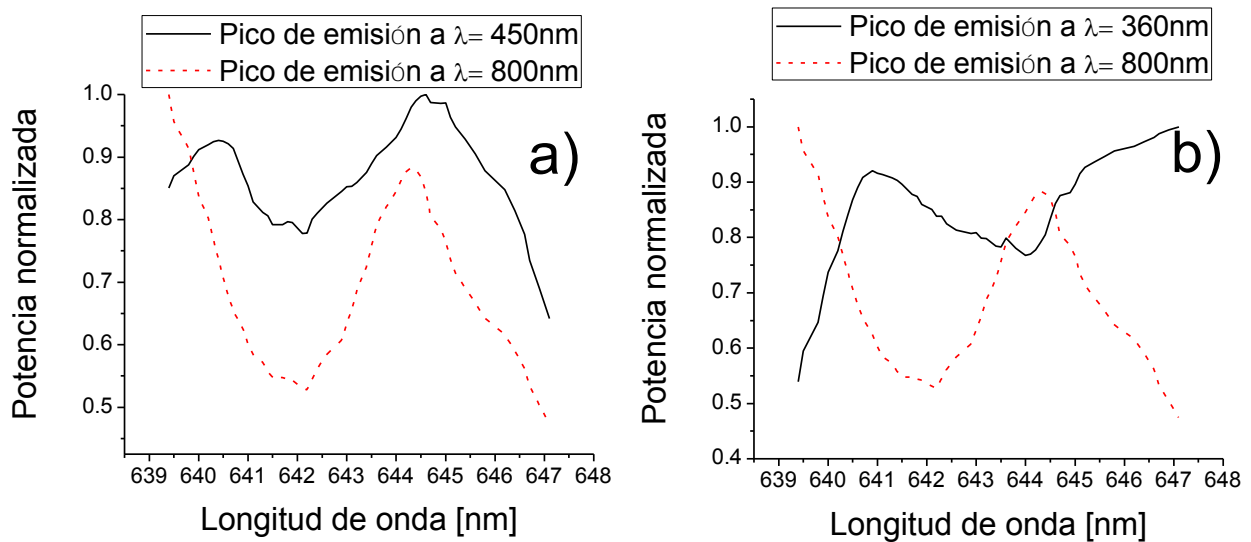 a)
Pico de emisión a λ= 450nm
Pico de emisión a λ= 800nm
Potencia normalizada
1.0
0.9
0.8
0.7
0.6
0.5
639 640 641 642 643 644 645 646 647 648
Longitud de onda [nm]
b)
Pico de emisión a λ= 360nm
Pico de emisión a λ= 800nm
Potencia normalizada
1.0
0.9
0.8
0.7
0.6
0.5
0.4
639 640 641 642 643 644 645 646 647 648
Longitud de onda [nm]